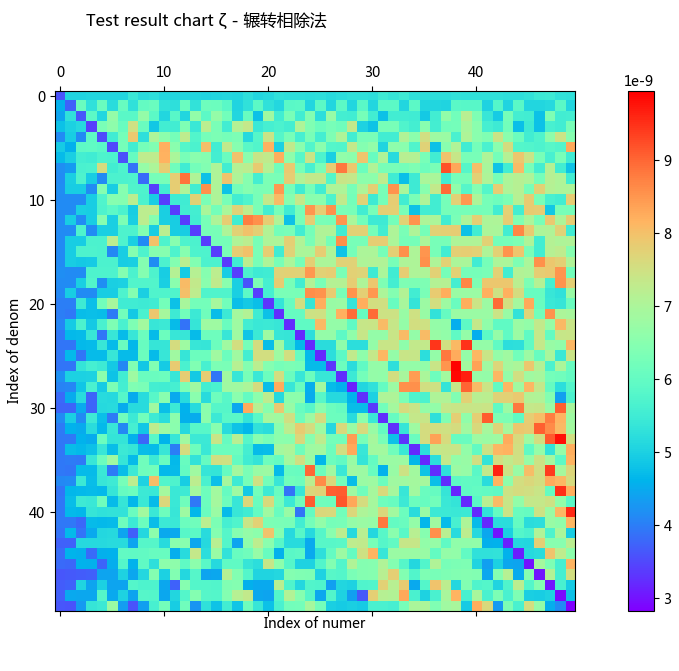 Test result chart ζ - 辗转相除法
0 10 20 30 40
1e-9
0
10
20
30
40
Index of denom
Index of numer
9
8
7
6
5
4
3